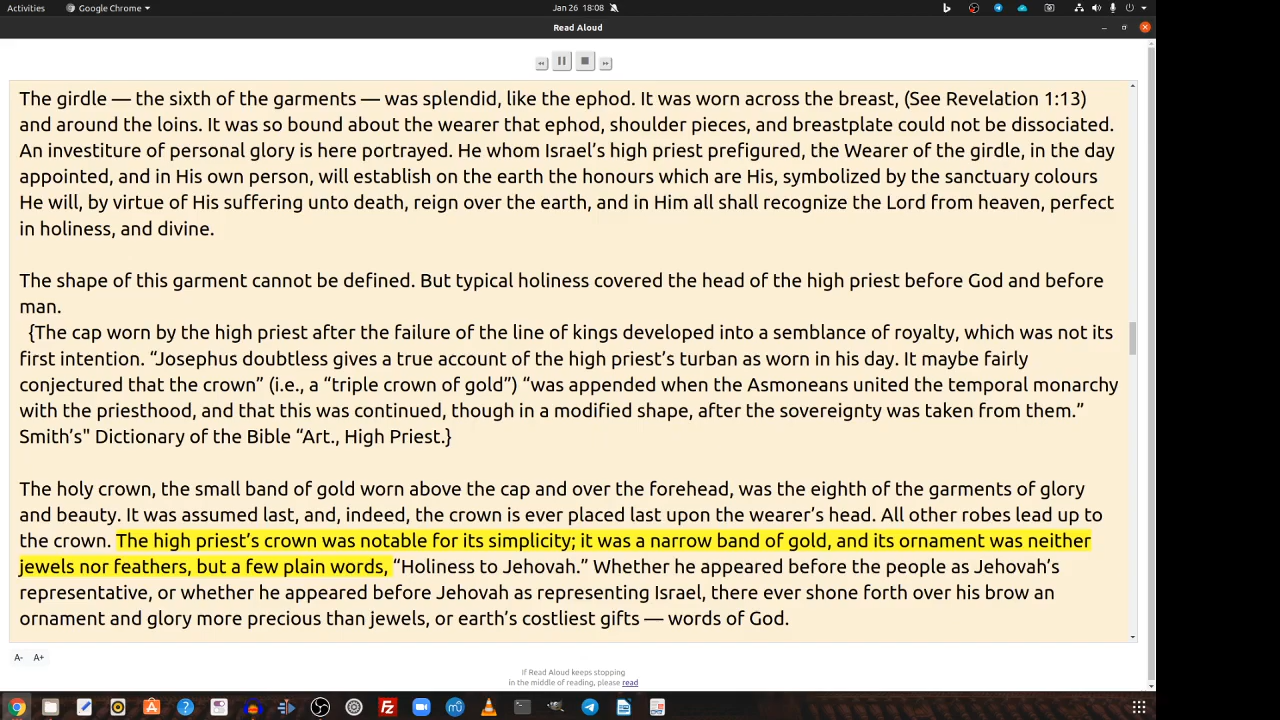 Activities
Google Chrome
Jan 26 18:08
Read Aloud
The girdle — the sixth of the garments — was splendid, like the ephod. It was worn across the breast, (See Revelation 1:13)
and around the loins. It was so bound about the wearer that ephod, shoulder pieces, and breastplate could not be dissociated.
An investiture of personal glory is here portrayed. He whom Israel’s high priest prefigured, the Wearer of the girdle, in the day
appointed, and in His own person, will establish on the earth the honours which are His, symbolized by the sanctuary colours
He will, by virtue of His suffering unto death, reign over the earth, and in Him all shall recognize the Lord from heaven, perfect
in holiness, and divine.
The shape of this garment cannot be defined. But typical holiness covered the head of the high priest before God and before
man.
{The cap worn by the high priest after the failure of the line of kings developed into a semblance of royalty, which was not its
first intention. “Josephus doubtless gives a true account of the high priest’s turban as worn in his day. It maybe fairly
conjectured that the crown” (i.e., a “triple crown of gold”) “was appended when the Asmoneans united the temporal monarchy
with the priesthood, and that this was continued, though in a modified shape, after the sovereignty was taken from them.”
Smith’s" Dictionary of the Bible “Art., High Priest.}
The holy crown, the small band of gold worn above the cap and over the forehead, was the eighth of the garments of glory
and beauty. It was assumed last, and, indeed, the crown is ever placed last upon the wearer’s head. All other robes lead up to
the crown. The high priest’s crown was notable for its simplicity; it was a narrow band of gold, and its ornament was neither
jewels nor feathers, but a few plain words, “Holiness to Jehovah.” Whether he appeared before the people as Jehovah’s
representative, or whether he appeared before Jehovah as representing Israel, there ever shone forth over his brow an
ornament and glory more precious than jewels, or earth’s costliest gifts — words of God.
A- A+
If Read Aloud keeps stopping
in the middle of reading, please read